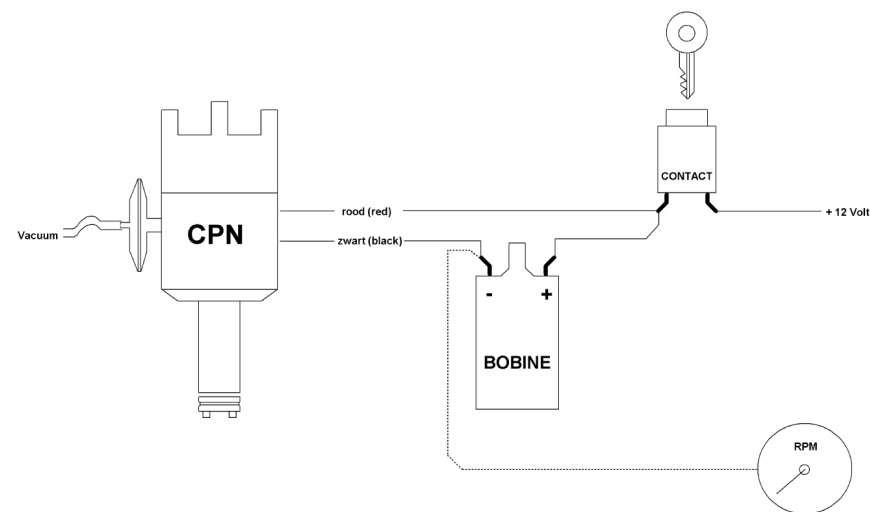 CONTACT
rood (red)
+ 12 Volt
Vacuum
CPN
zwart (black)
- +
BOBINE
RPM